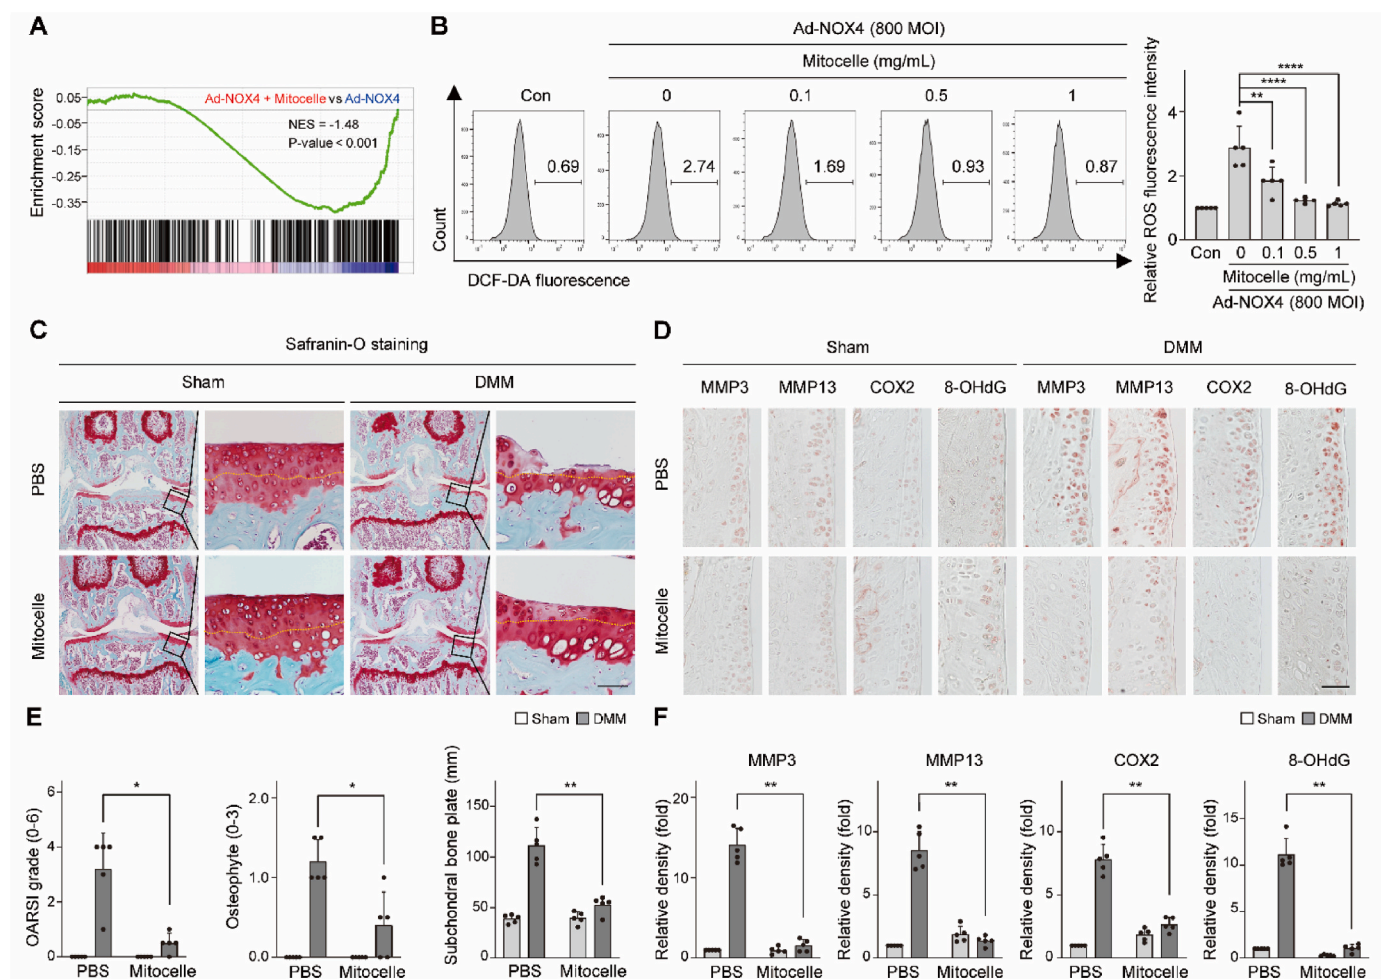 A
0.05
-0.05
-0.15
-0.25
-0.35
Enrichment score
Ad-NOX4 + Mitocelle vs Ad-NOX4
NES = -1.48
P-value < 0.001
B
Ad-NOX4 (800 MOI)
Mitocelle (mg/mL)
Con 0 0.1 0.5 1
0.69 2.74 1.69 0.93 0.87
Count
DCF-DA fluorescence
Relative ROS fluorescence intensity
4
2
0
****
****
**
Con 0 0.1 0.5 1
Mitocelle (mg/mL)
Ad-NOX4 (800 MOI)
C
Safranin-O staining
Sham DMM
PBS
Mitocelle
D
Sham DMM
MMP3 MMP13 COX2 8-OHdG MMP3 MMP13 COX2 8-OHdG
PBS
Mitocelle
E
Sham DMM
OARSI grade (0-6)
6
4
2
0
*
PBS Mitocelle
Osteophyte (0-3)
2.0
1.0
0.0
*
PBS Mitocelle
Subchondral bone plate (mm)
150
100
50
0
**
PBS Mitocelle
F
Sham DMM
MMP3
Relative density (fold)
20
10
0
**
PBS Mitocelle
MMP13
Relative density (fold)
10
5
0
**
PBS Mitocelle
COX2
Relative density (fold)
10
5
0
**
PBS Mitocelle
8-OHdG
Relative density (fold)
15
10
5
0
**
PBS Mitocelle